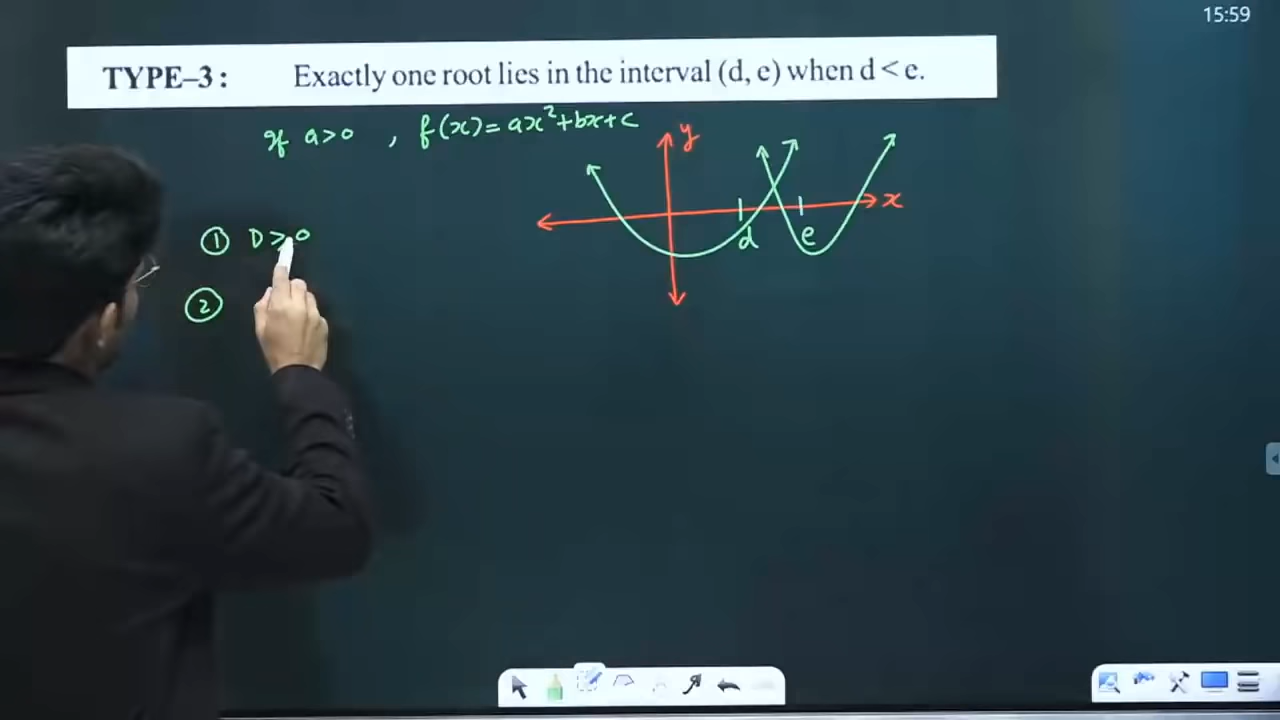 15:59
TYPE–3: Exactly one root lies in the interval (d, e) when d < e.
If a>0 , f(x)=ax²+bx+c
y
x
d e
① D>0
②